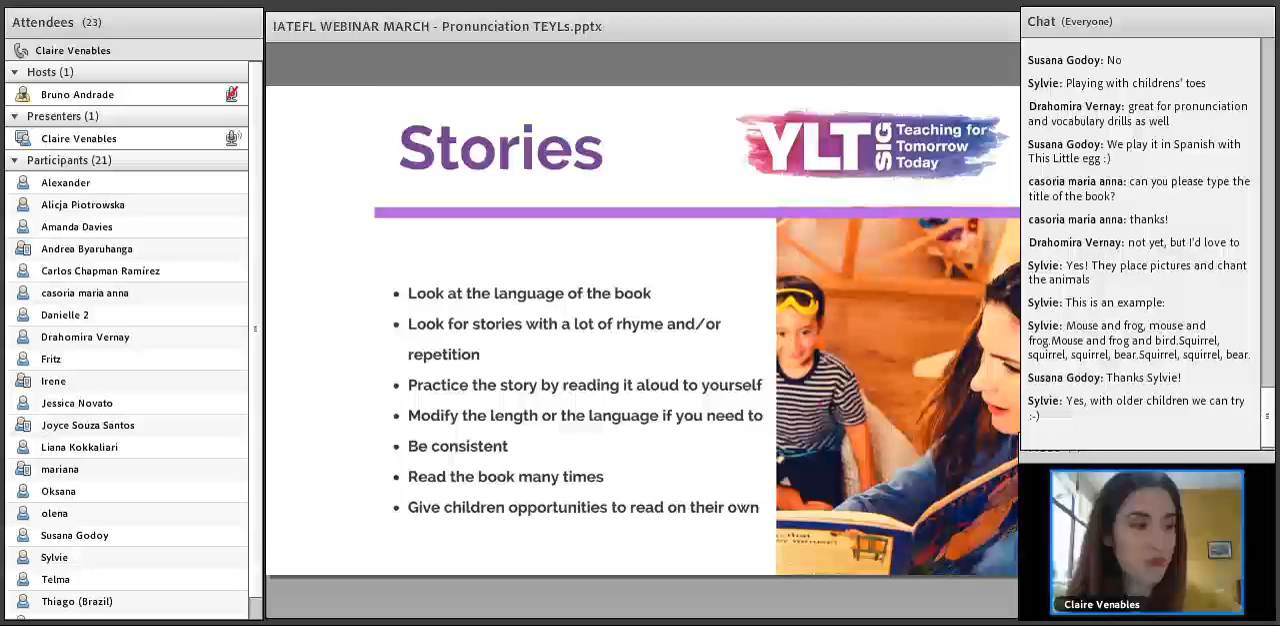 Attendees (23)
Claire Venables
Hosts (1)
Bruno Andrade
Presenters (1)
Claire Venables
Participants (21)
Alexander
Alicja Piotrowska
Amanda Davies
Andrea Byaruhanga
Carlos Chapman Ramirez
casoria maria anna
Danielle 2
Drahomira Vernay
Fritz
Irene
Jessica Novato
Joyce Souza Santos
Liana Kokkaliari
mariana
Oksana
olena
Susana Godoy
Sylvie
Telma
Thiago (Brazil)
IATEFL WEBINAR MARCH - Pronunciation TEYLs.pptx
Stories
YLT SIG
Teaching for
Tomorrow
Today
• Look at the language of the book
• Look for stories with a lot of rhyme and/or
repetition
• Practice the story by reading it aloud to yourself
• Modify the length or the language if you need to
• Be consistent
• Read the book many times
• Give children opportunities to read on their own
Chat (Everyone)
Susana Godoy: No
Sylvie: Playing with childrens' toes
Drahomira Vernay: great for pronunciation
and vocabulary drills as well
Susana Godoy: We play it in Spanish with
This Little egg :)
casoria maria anna: can you please type the
title of the book?
casoria maria anna: thanks!
Drahomira Vernay: not yet, but I'd love to
Sylvie: Yes! They place pictures and chant
the animals
Sylvie: This is an example:
Sylvie: Mouse and frog, mouse and
frog.Mouse and frog and bird.Squirrel,
squirrel, squirrel, bear.Squirrel, squirrel, bear.
Susana Godoy: Thanks Sylvie!
Sylvie: Yes, with older children we can try
:-)
Claire Venables